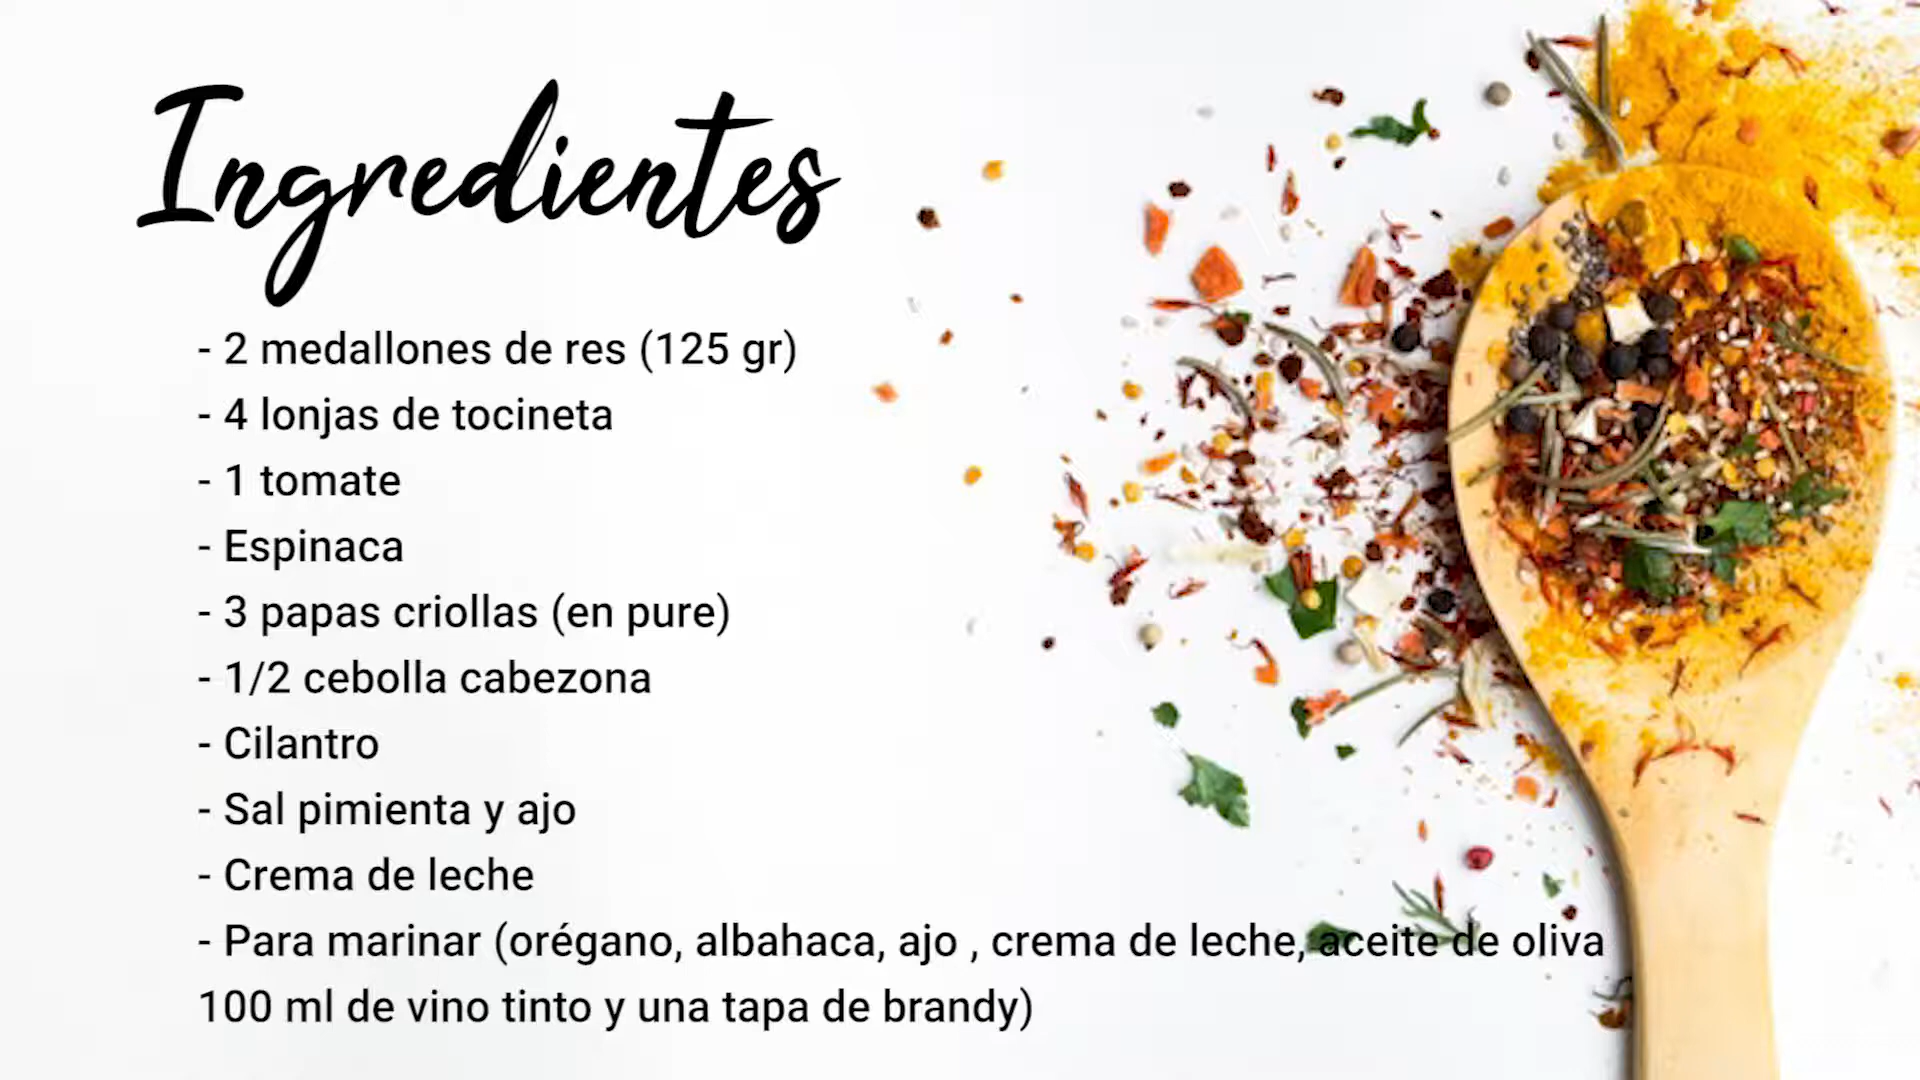 Ingredientes
- 2 medallones de res (125 gr)
- 4 lonjas de tocineta
- 1 tomate
- Espinaca
- 3 papas criollas (en pure)
- 1/2 cebolla cabezona
- Cilantro
- Sal pimienta y ajo
- Crema de leche
- Para marinar (orégano, albahaca, ajo , crema de leche, aceite de oliva
100 ml de vino tinto y una tapa de brandy)